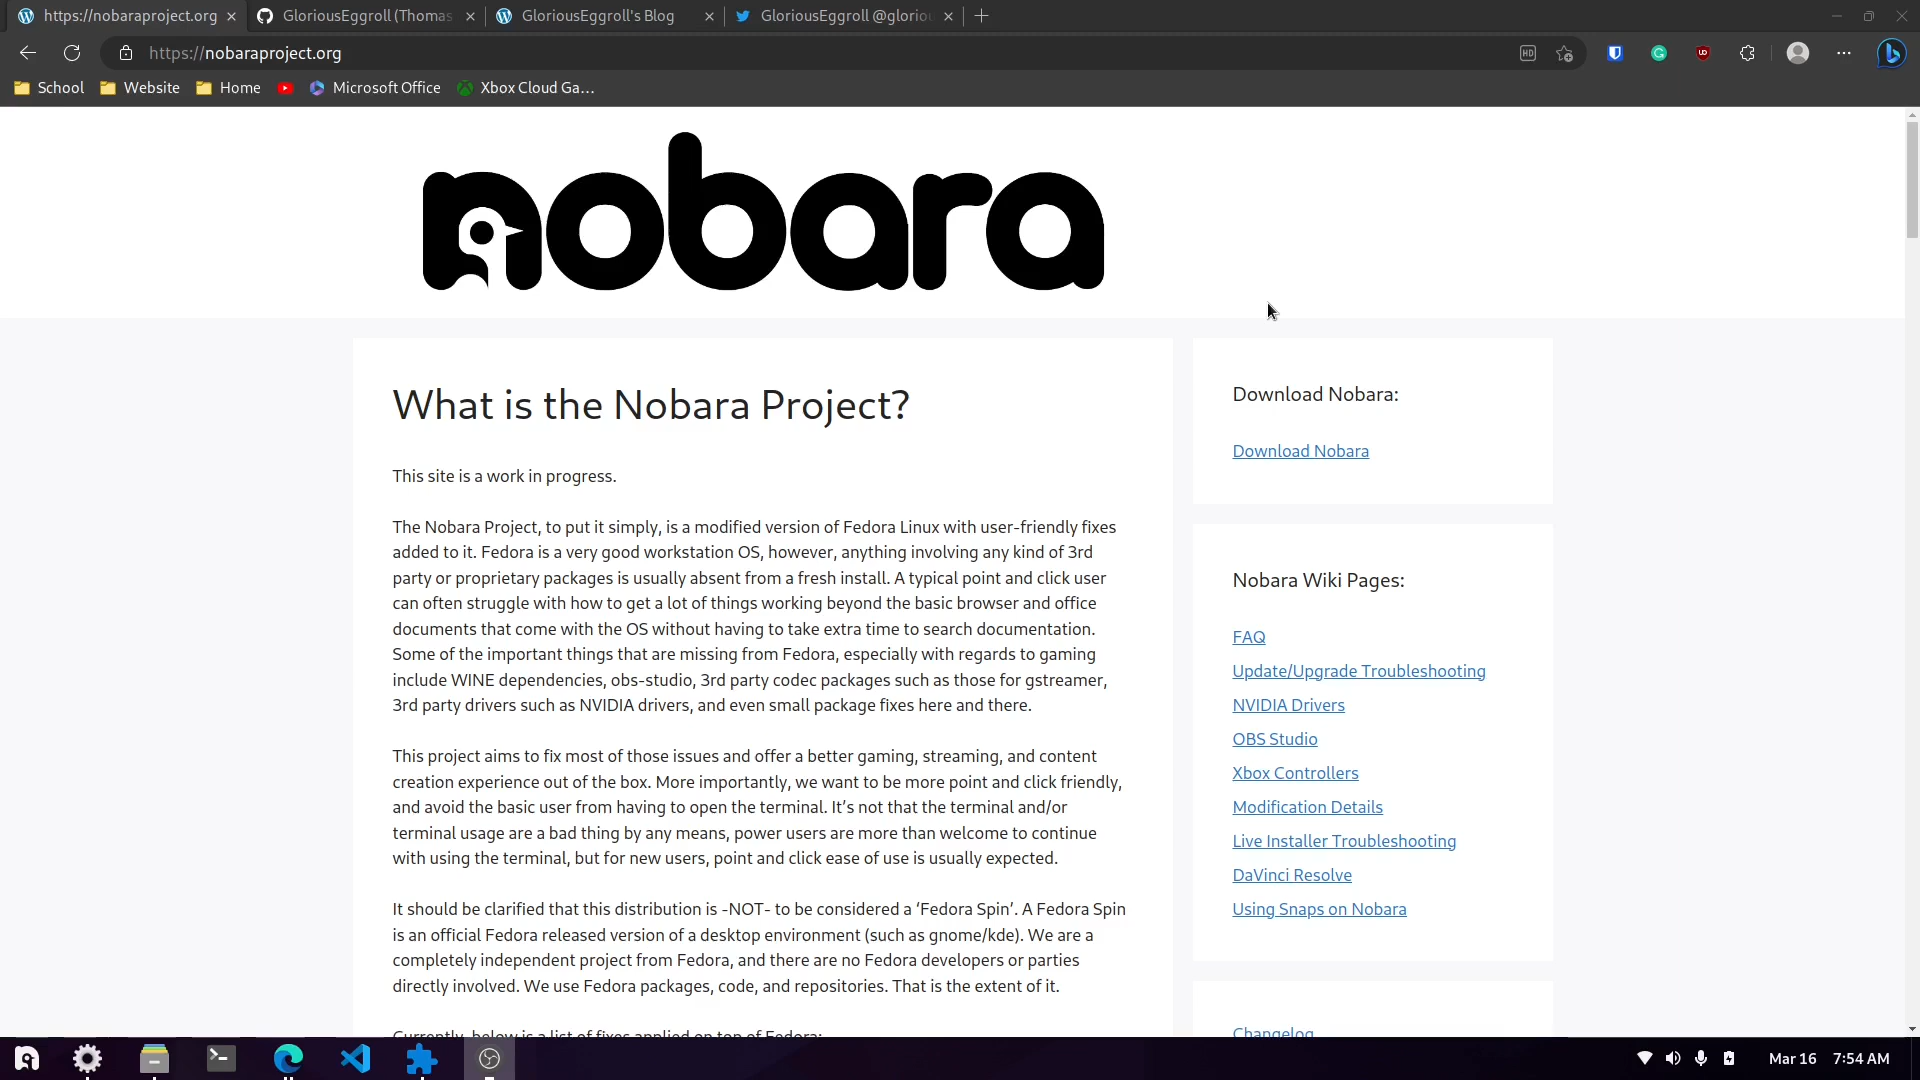 https://nobaraproject.org
GloriousEggroll (Thomas
GloriousEggroll's Blog
GloriousEggroll @glorio
https://nobaraproject.org
HD
School
Website
Home
Microsoft Office
Xbox Cloud Ga...
nobara
What is the Nobara Project?
This site is a work in progress.
The Nobara Project, to put it simply, is a modified version of Fedora Linux with user-friendly fixes
added to it. Fedora is a very good workstation OS, however, anything involving any kind of 3rd
party or proprietary packages is usually absent from a fresh install. A typical point and click user
can often struggle with how to get a lot of things working beyond the basic browser and office
documents that come with the OS without having to take extra time to search documentation.
Some of the important things that are missing from Fedora, especially with regards to gaming
include WINE dependencies, obs-studio, 3rd party codec packages such as those for gstreamer,
3rd party drivers such as NVIDIA drivers, and even small package fixes here and there.
This project aims to fix most of those issues and offer a better gaming, streaming, and content
creation experience out of the box. More importantly, we want to be more point and click friendly,
and avoid the basic user from having to open the terminal. It’s not that the terminal and/or
terminal usage are a bad thing by any means, power users are more than welcome to continue
with using the terminal, but for new users, point and click ease of use is usually expected.
It should be clarified that this distribution is -NOT- to be considered a ‘Fedora Spin’. A Fedora Spin
is an official Fedora released version of a desktop environment (such as gnome/kde). We are a
completely independent project from Fedora, and there are no Fedora developers or parties
directly involved. We use Fedora packages, code, and repositories. That is the extent of it.
Currently, below is a list of fixes applied on top of Fedora:
Download Nobara:
Download Nobara
Nobara Wiki Pages:
FAQ
Update/Upgrade Troubleshooting
NVIDIA Drivers
OBS Studio
Xbox Controllers
Modification Details
Live Installer Troubleshooting
DaVinci Resolve
Using Snaps on Nobara
Changelog
Mar 16 7:54 AM